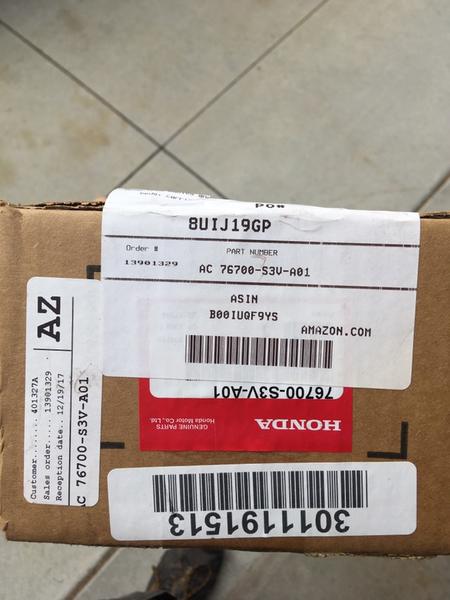 PO#
8UIJ19GP
Order #
13901329
PART NUMBER
AC 76700-S3V-A01
ASIN
B00IUQF9YS
AMAZON.COM
AZ
Customer........ 401327A
Sales order..... 13901329
Reception date.. 12/19/17
AC 76700-S3V-A01
76700-S3V-A01
HONDA
GENUINE PARTS
Honda Motor Co., Ltd.
3011191513